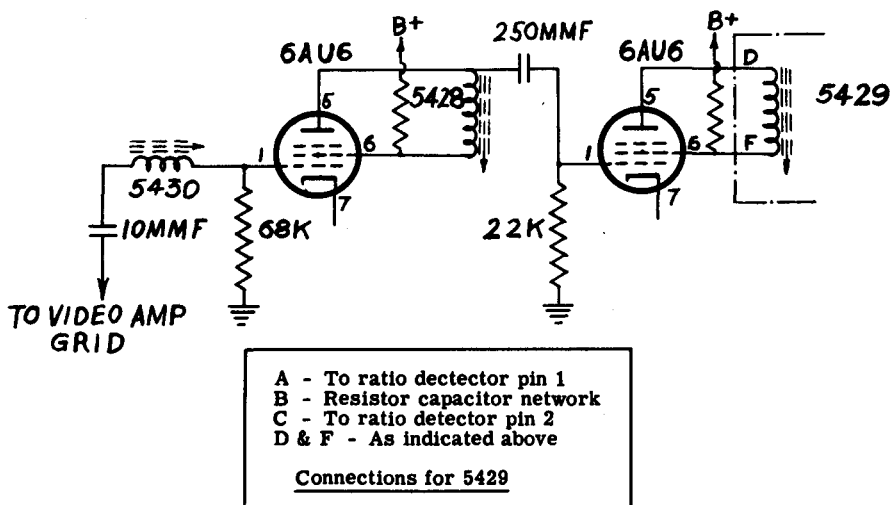 B+
250MMF
B+
6AU6
6AU6
D
5
5428
5
5429
1
6
1
6
F
5430
7
7
10MMF
68K
22K
TO VIDEO AMP
GRID
A - To ratio dectector pin 1
B - Resistor capacitor network
C - To ratio detector pin 2
D & F - As indicated above
Connections for 5429